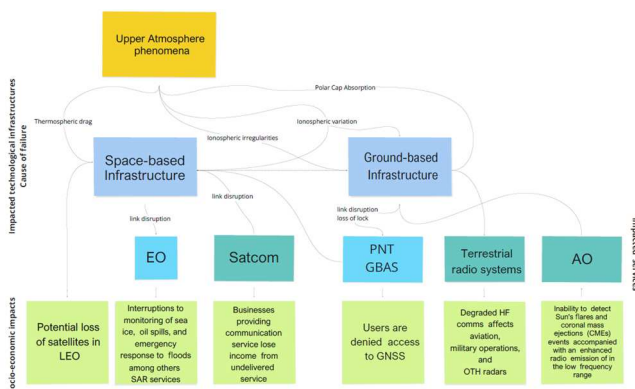 Upper Atmosphere
phenomena
Polar Cap Absorption
Thermospheric drag
Ionospheric variation
Ionospheric irregularities
Impacted technological infrastructures
Cause of failure
Space-based
Infrastructure
Ground-based
Infrastructure
link disruption
link disruption
link disruption
loss of lock
EO
Satcom
PNT
GBAS
Terrestrial
radio systems
AO
socio-economic impacts
Potential loss
of satellites in
LEO
Interruptions to
monitoring of sea
ice, oil spills, and
emergency
response to floods
among others
SAR services
Businesses
providing
communication
service lose
income from
undelivered
service
Users are
denied access
to GNSS
Degraded HF
comms affects
aviation,
military operations,
and
OTH radars
Inability to detect
Sun's flares and
coronal mass
ejections (CMEs)
events accompanied
with an enhanced
radio emission of in
the low frequency
range